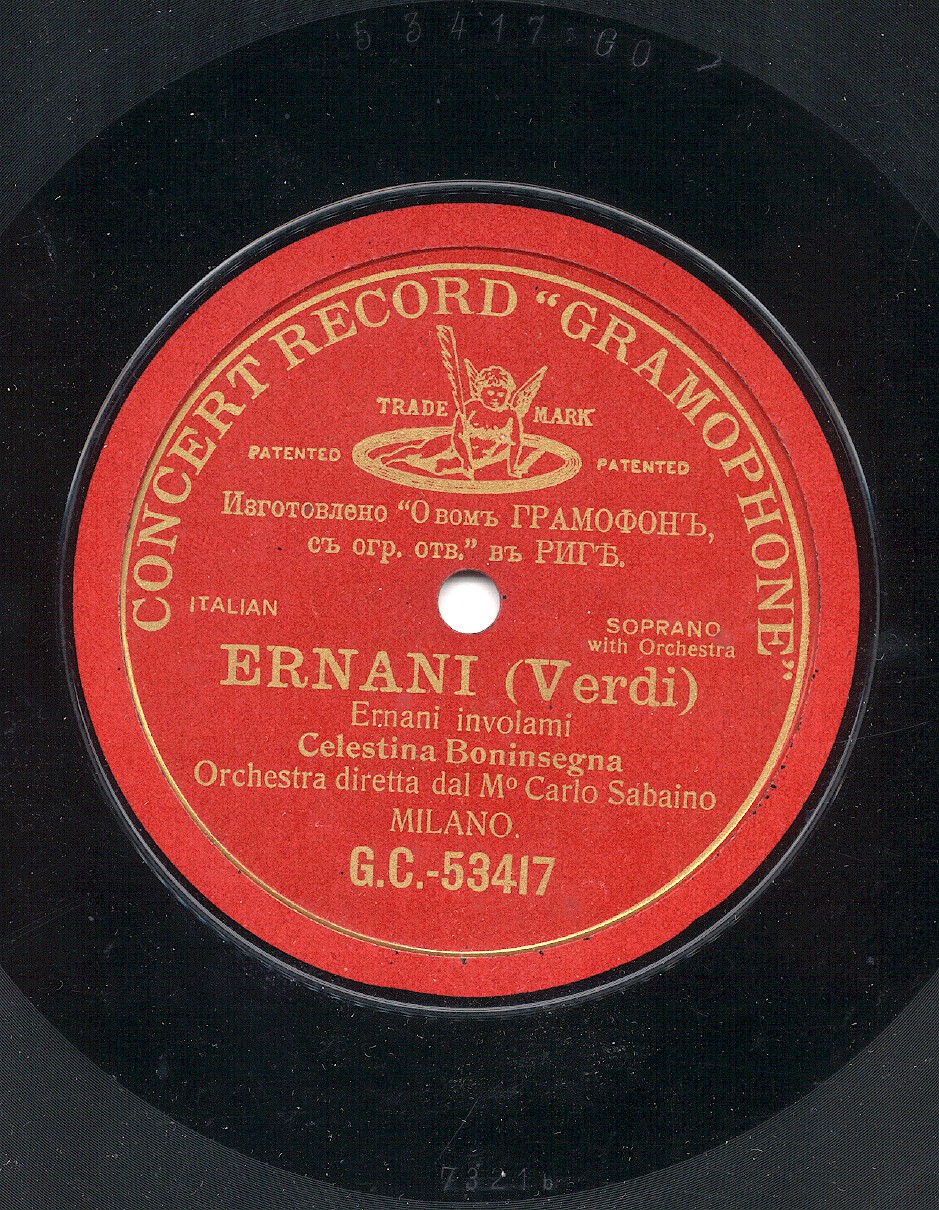 53417 GO
CONCERT RECORD “GRAMOPHONE”
TRADE MARK
PATENTED PATENTED
Изготовлено “О вомъ ГРАМОФОНЪ,
съ огр. отв.” въ РИГѢ.
ITALIAN
SOPRANO
with Orchestra
ERNANI (Verdi)
Ernani involami
Celestina Boninsegna
Orchestra diretta dal Mº Carlo Sabaino
MILANO.
G.C.-53417
7321b